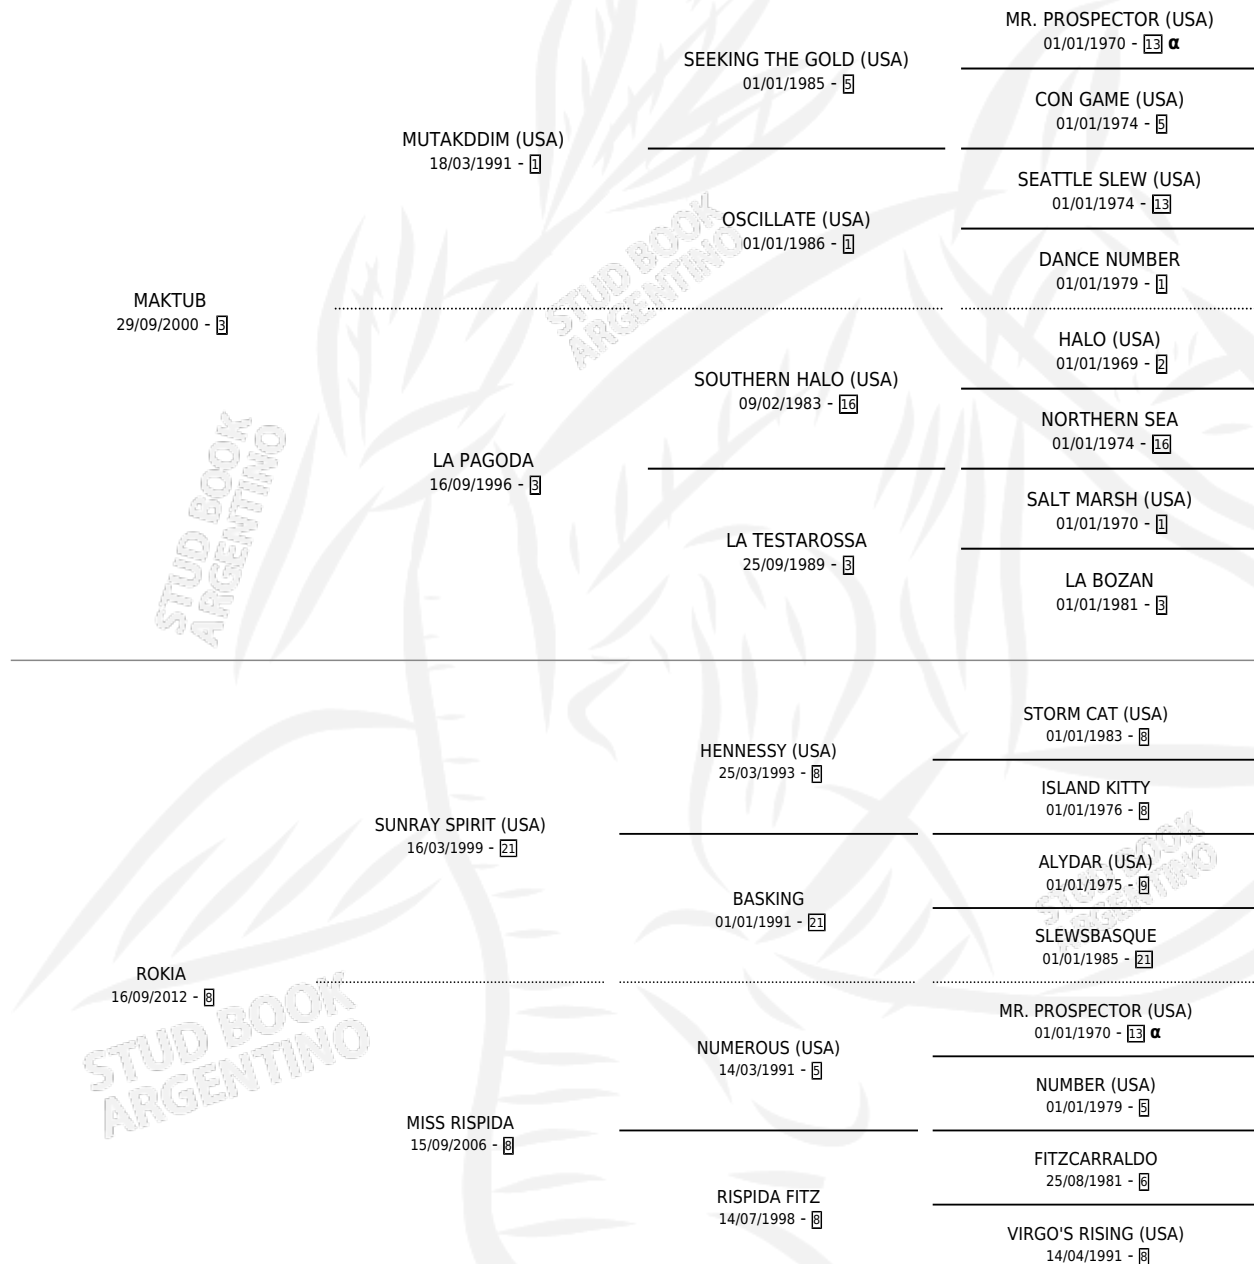 MR. PROSPECTOR (USA)
01/01/1970 - 13 α
SEEKING THE GOLD (USA)
01/01/1985 - 5
CON GAME (USA)
01/01/1974 - 5
MUTAKDDIM (USA)
18/03/1991 - 1
SEATTLE SLEW (USA)
01/01/1974 - 13
OSCILLATE (USA)
01/01/1986 - 1
DANCE NUMBER
01/01/1979 - 1
MAKTUB
29/09/2000 - 3
HALO (USA)
01/01/1969 - 2
SOUTHERN HALO (USA)
09/02/1983 - 16
NORTHERN SEA
01/01/1974 - 16
LA PAGODA
16/09/1996 - 3
SALT MARSH (USA)
01/01/1970 - 1
LA TESTAROSSA
25/09/1989 - 3
LA BOZAN
01/01/1981 - 3
STORM CAT (USA)
01/01/1983 - 8
HENNESSY (USA)
25/03/1993 - 8
ISLAND KITTY
01/01/1976 - 8
SUNRAY SPIRIT (USA)
16/03/1999 - 21
ALYDAR (USA)
01/01/1975 - 9
BASKING
01/01/1991 - 21
SLEWSBASQUE
01/01/1985 - 21
ROKIA
16/09/2012 - 8
MR. PROSPECTOR (USA)
01/01/1970 - 13 α
NUMEROUS (USA)
14/03/1991 - 5
NUMBER (USA)
01/01/1979 - 5
MISS RISPIDA
15/09/2006 - 8
FITZCARRALDO
25/08/1981 - 6
RISPIDA FITZ
14/07/1998 - 8
VIRGO'S RISING (USA)
14/04/1991 - 8
STUD BOOK
ARGENTINO
STUD BOOK
ARGENTINO
STUD BOOK
ARGENTINO
STUD BOOK
ARGENTINO